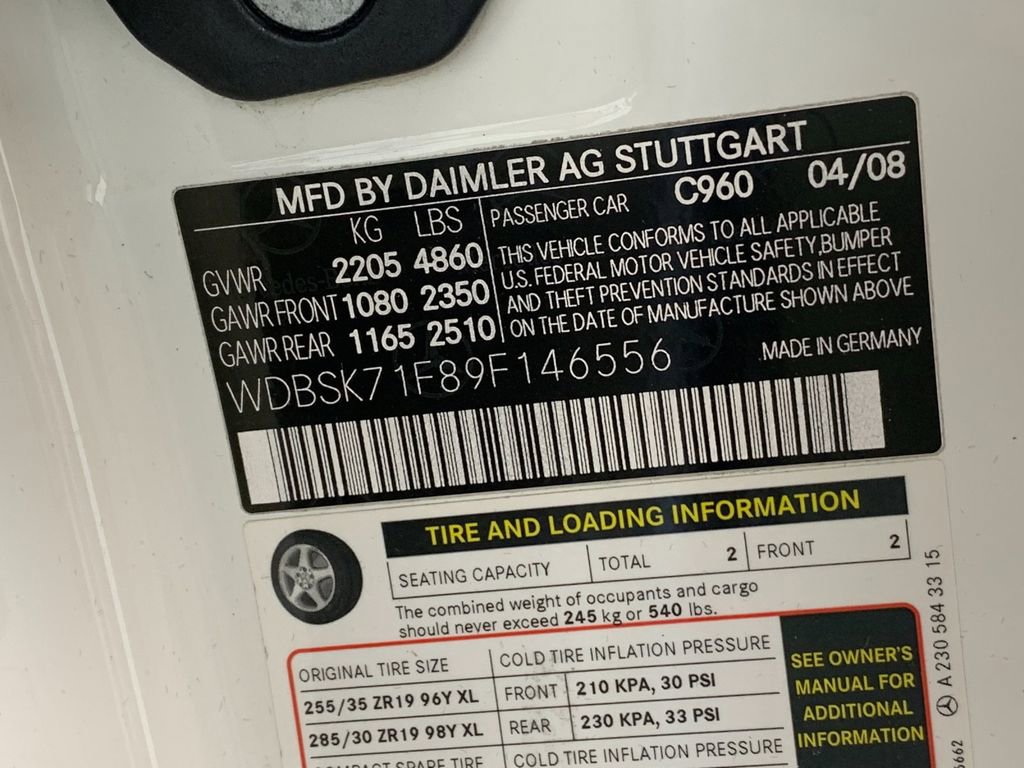 MFD BY DAIMLER AG STUTTGART
KG LBS
GVWR 2205 4860
GAWR FRONT 1080 2350
GAWR REAR 1165 2510
PASSENGER CAR C960 04/08
THIS VEHICLE CONFORMS TO ALL APPLICABLE
U.S. FEDERAL MOTOR VEHICLE SAFETY,BUMPER
AND THEFT PREVENTION STANDARDS IN EFFECT
ON THE DATE OF MANUFACTURE SHOWN ABOVE
WDBSK71F89F146556
MADE IN GERMANY
TIRE AND LOADING INFORMATION
SEATING CAPACITY TOTAL 2 FRONT 2
The combined weight of occupants and cargo
should never exceed 245 kg or 540 lbs.
ORIGINAL TIRE SIZE COLD TIRE INFLATION PRESSURE
255/35 ZR19 96Y XL FRONT 210 KPA, 30 PSI
285/30 ZR19 98Y XL REAR 230 KPA, 33 PSI
COMPACT SPARE TIRE COLD TIRE INFLATION PRESSURE
SEE OWNER'S
MANUAL FOR
ADDITIONAL
INFORMATION
A 230 584 33 15